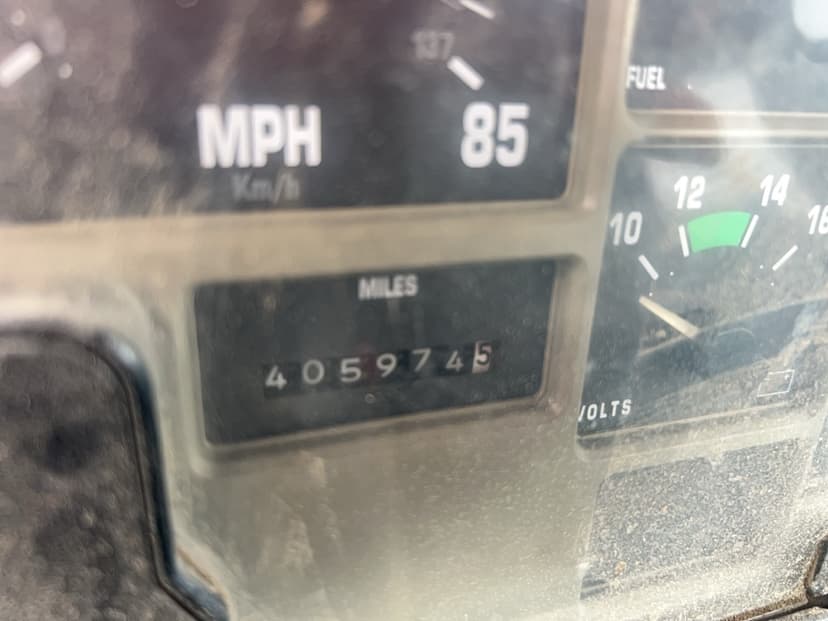 137
MPH 85
Km/h
FUEL
12 14
10 16
MILES
4059745
VOLTS